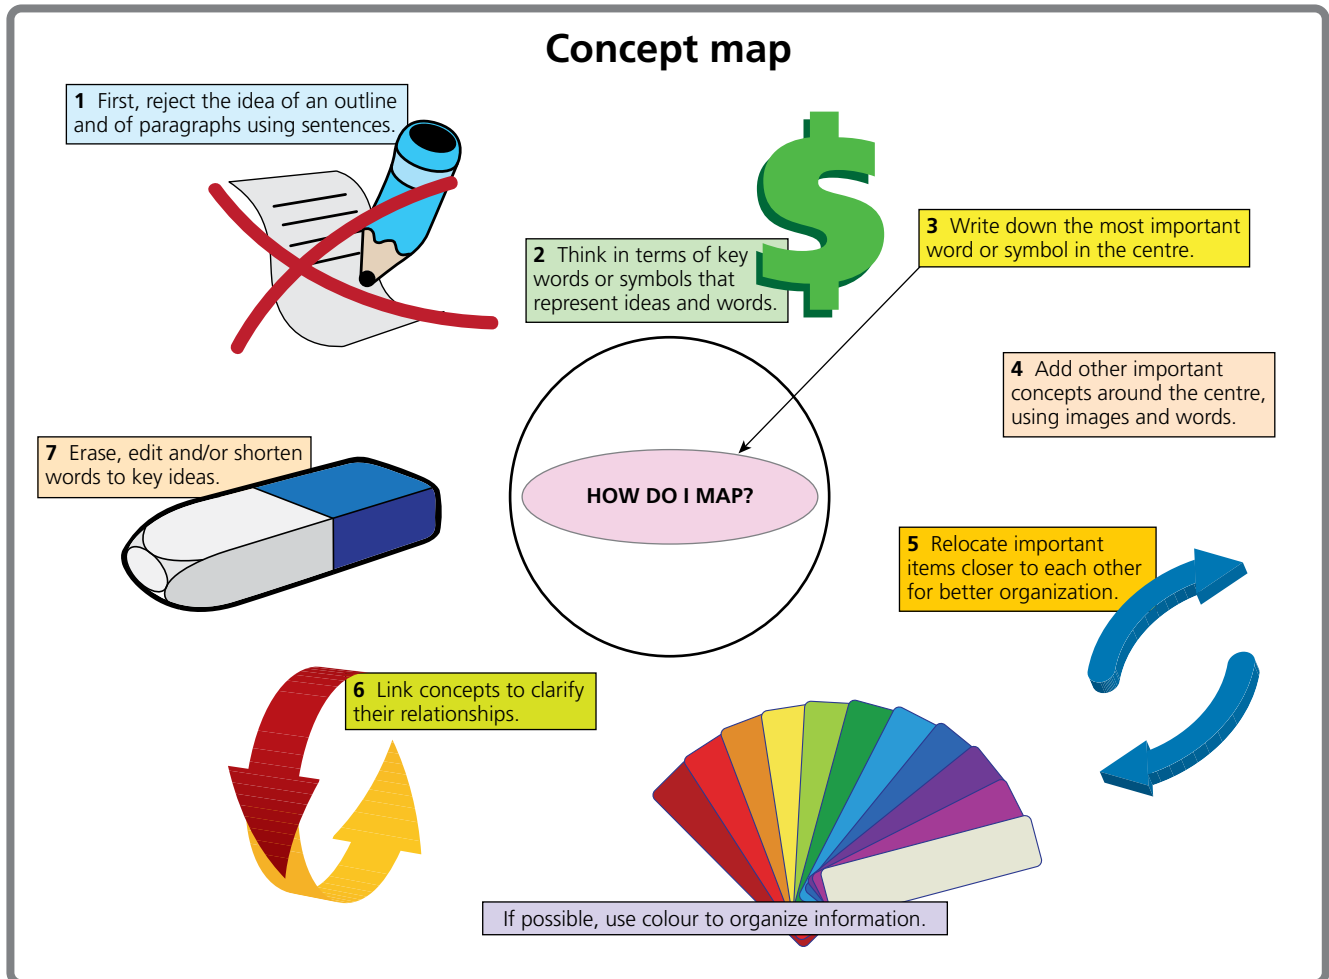 Concept map
1 First, reject the idea of an outline
and of paragraphs using sentences.
2 Think in terms of key
words or symbols that
represent ideas and words.
3 Write down the most important
word or symbol in the centre.
4 Add other important
concepts around the centre,
using images and words.
HOW DO I MAP?
5 Relocate important
items closer to each other
for better organization.
6 Link concepts to clarify
their relationships.
7 Erase, edit and/or shorten
words to key ideas.
If possible, use colour to organize information.